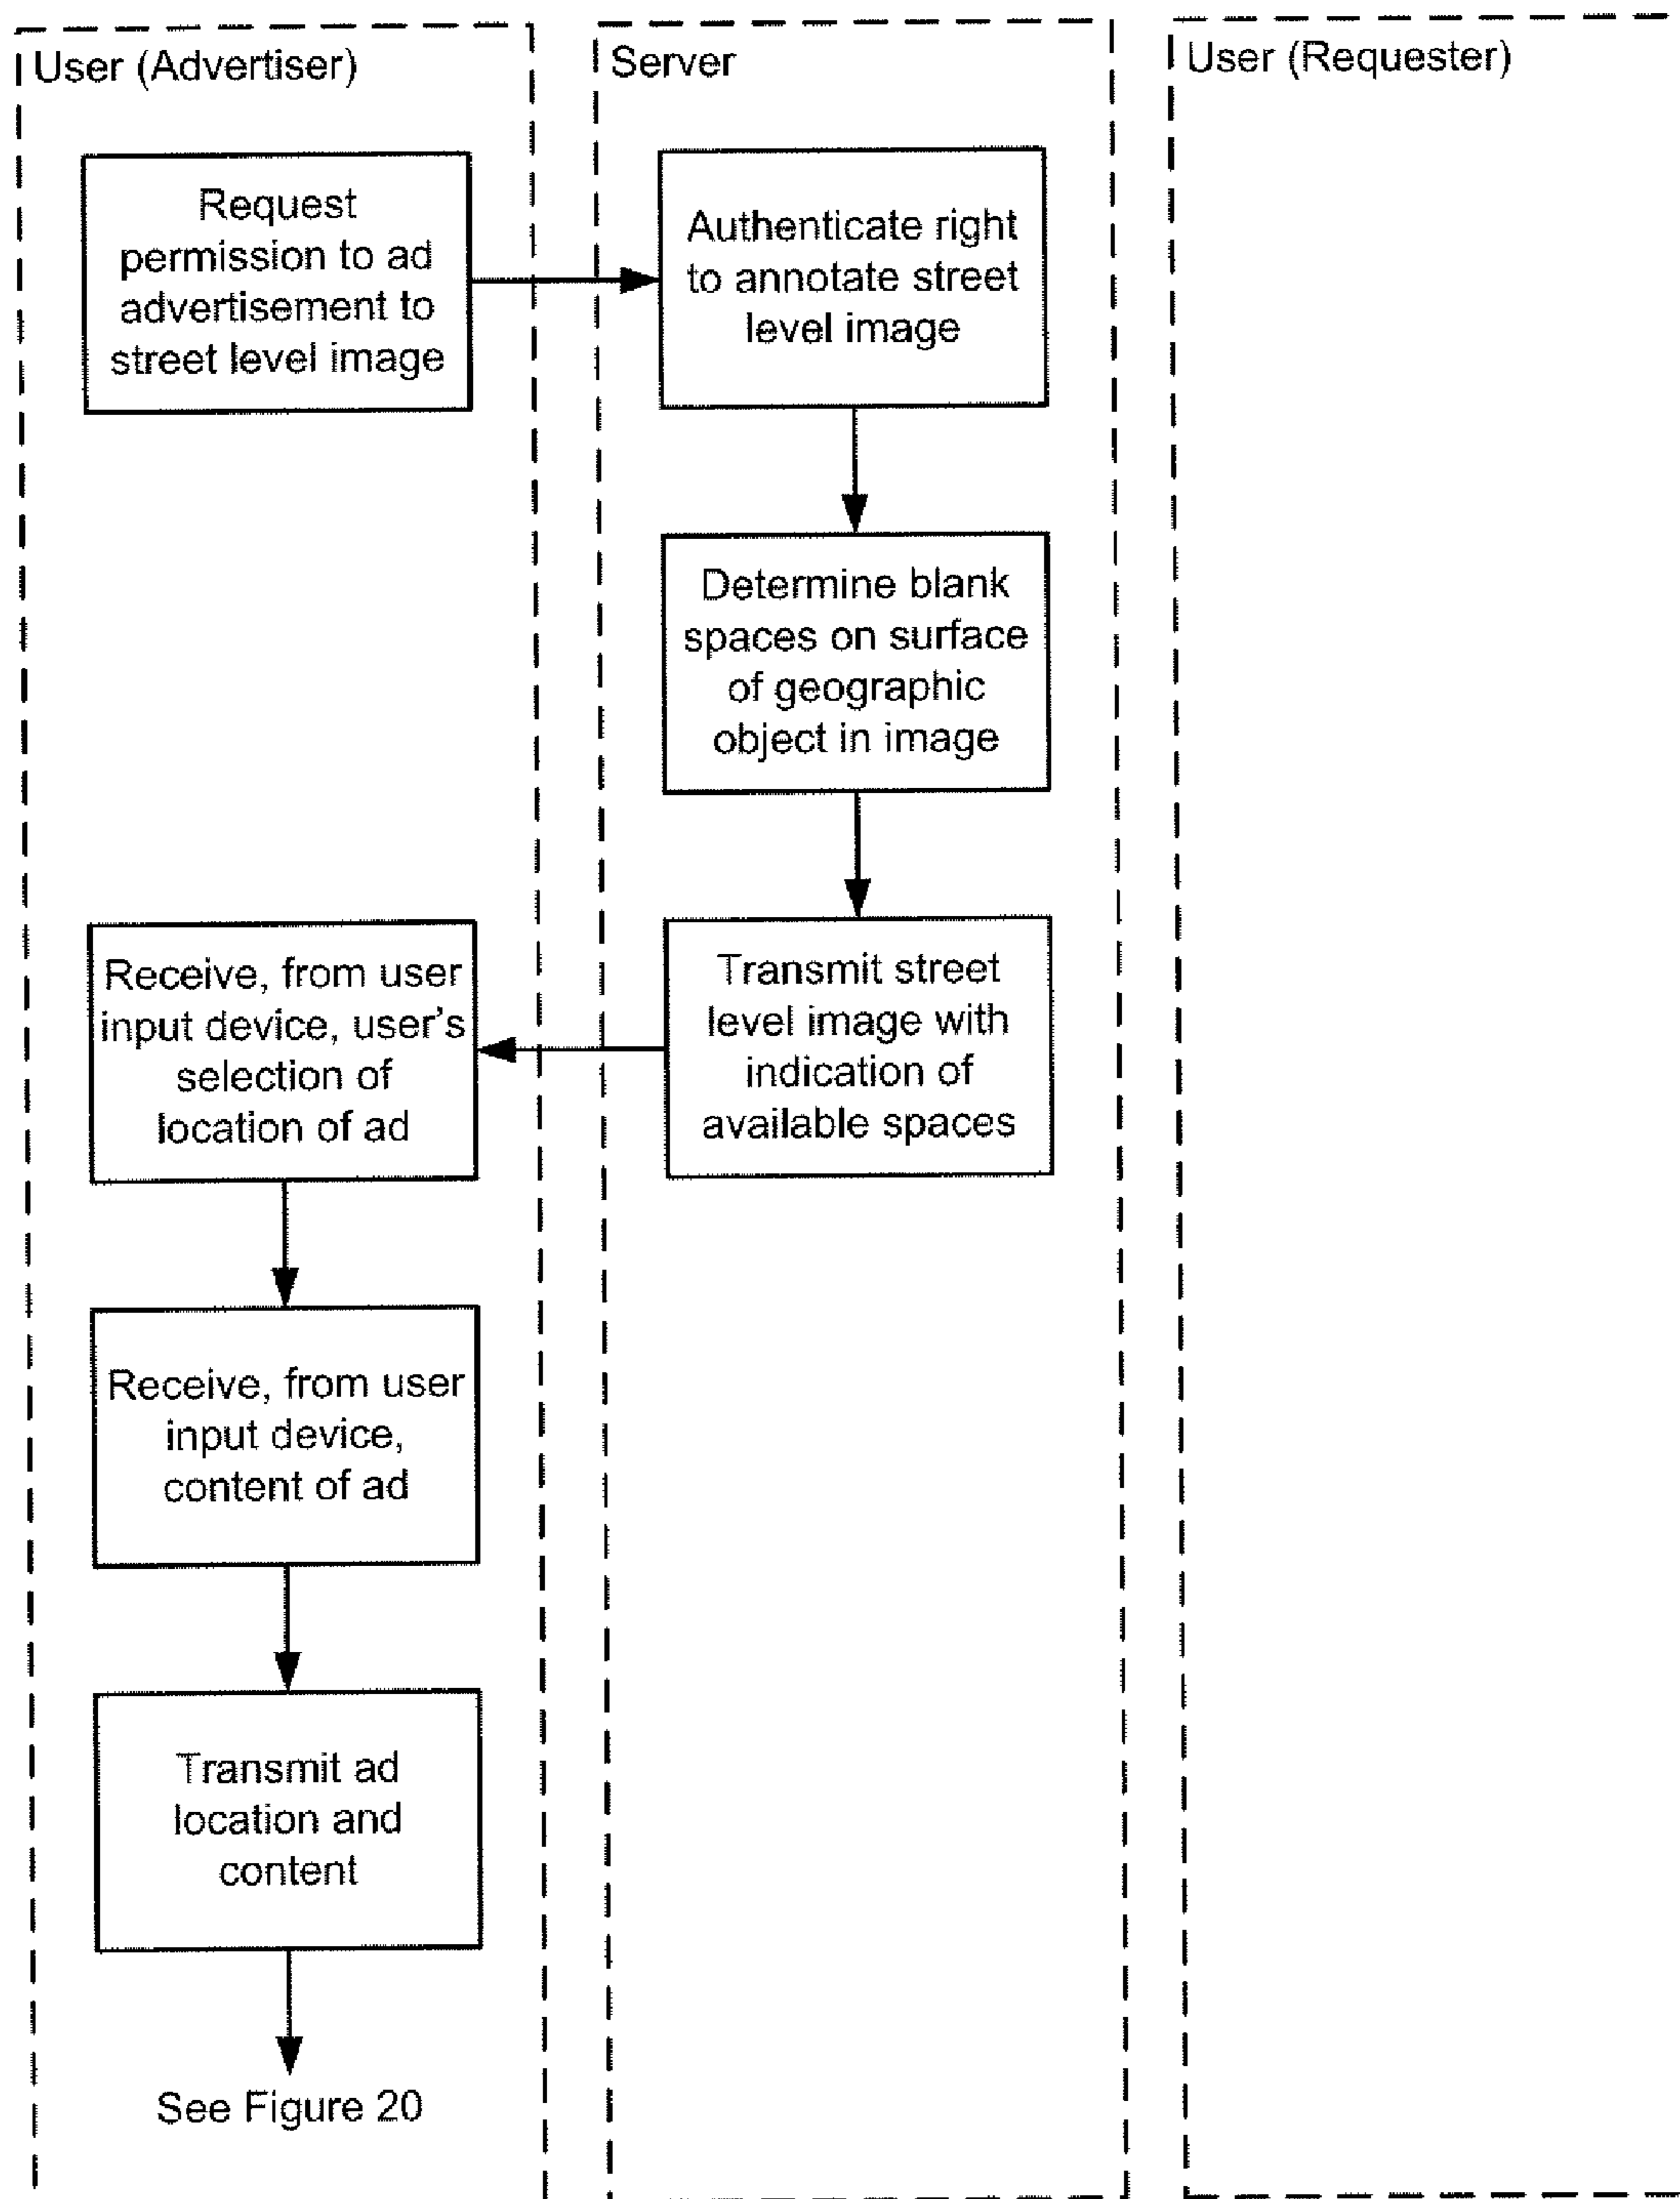 User (Advertiser)
Server
User (Requester)
Request
permission to ad
advertisement to
street level image
Authenticate right
to annotate street
level image
Determine blank
spaces on surface
of geographic
object in image
Transmit street
level image with
indication of
available spaces
Receive, from user
input device, user's
selection of
location of ad
Receive, from user
input device,
content of ad
Transmit ad
location and
content
See Figure 20